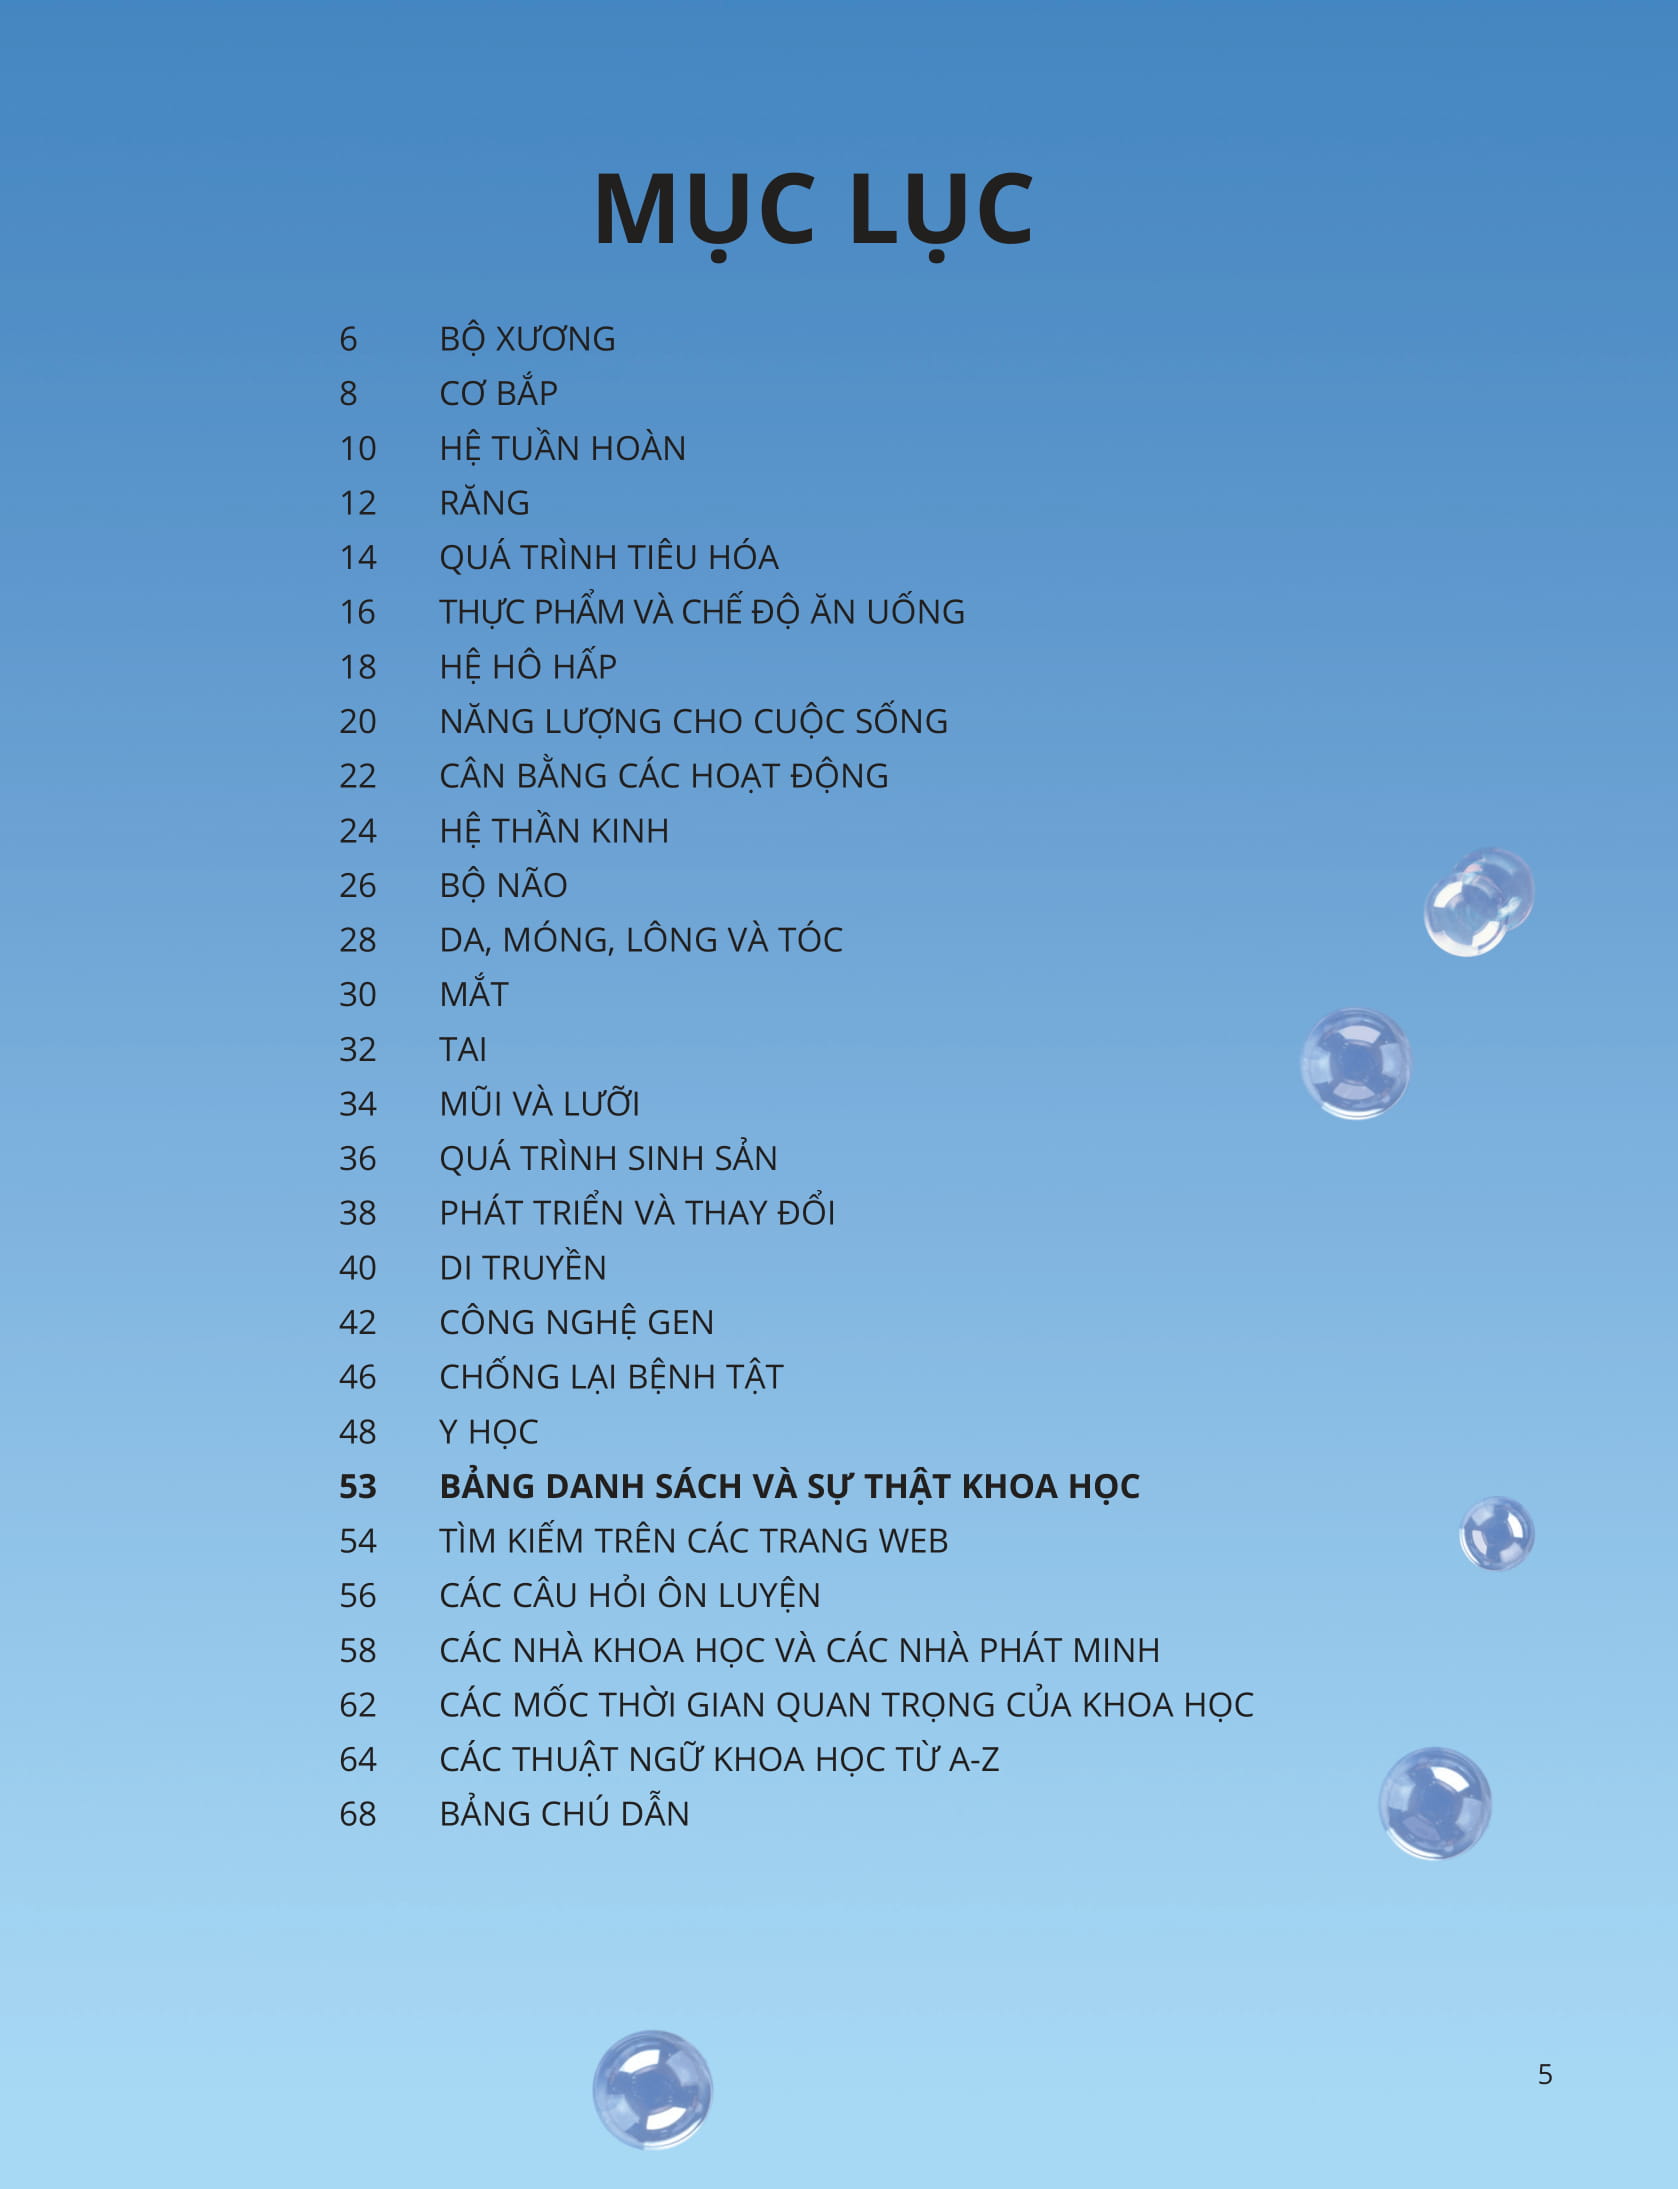 MỤC LỤC
6 BỘ XƯƠNG
8 CƠ BẮP
10 HỆ TUẦN HOÀN
12 RĂNG
14 QUÁ TRÌNH TIÊU HÓA
16 THỰC PHẨM VÀ CHẾ ĐỘ ĂN UỐNG
18 HỆ HÔ HẤP
20 NĂNG LƯỢNG CHO CUỘC SỐNG
22 CÂN BẰNG CÁC HOẠT ĐỘNG
24 HỆ THẦN KINH
26 BỘ NÃO
28 DA, MÓNG, LÔNG VÀ TÓC
30 MẮT
32 TAI
34 MŨI VÀ LƯỠI
36 QUÁ TRÌNH SINH SẢN
38 PHÁT TRIỂN VÀ THAY ĐỔI
40 DI TRUYỀN
42 CÔNG NGHỆ GEN
46 CHỐNG LẠI BỆNH TẬT
48 Y HỌC
53 BẢNG DANH SÁCH VÀ SỰ THẬT KHOA HỌC
54 TÌM KIẾM TRÊN CÁC TRANG WEB
56 CÁC CÂU HỎI ÔN LUYỆN
58 CÁC NHÀ KHOA HỌC VÀ CÁC NHÀ PHÁT MINH
62 CÁC MỐC THỜI GIAN QUAN TRỌNG CỦA KHOA HỌC
64 CÁC THUẬT NGỮ KHOA HỌC TỪ A-Z
68 BẢNG CHÚ DẪN
5